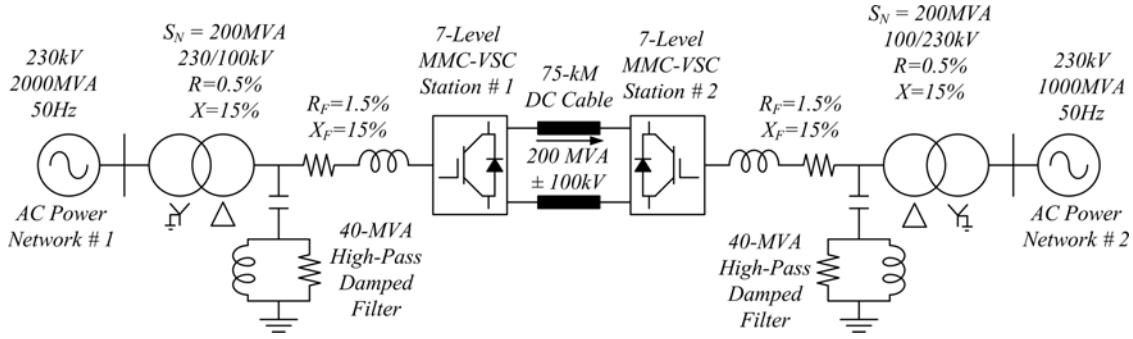 230kV
2000MVA
50Hz
AC Power
Network # 1
S_N = 200MVA
230/100kV
R=0.5%
X=15%
R_F=1.5%
X_F=15%
40-MVA
High-Pass
Damped
Filter
7-Level
MMC-VSC
Station # 1
75-kM
DC Cable
200 MVA
± 100kV
7-Level
MMC-VSC
Station # 2
R_F=1.5%
X_F=15%
40-MVA
High-Pass
Damped
Filter
S_N = 200MVA
100/230kV
R=0.5%
X=15%
230kV
1000MVA
50Hz
AC Power
Network # 2